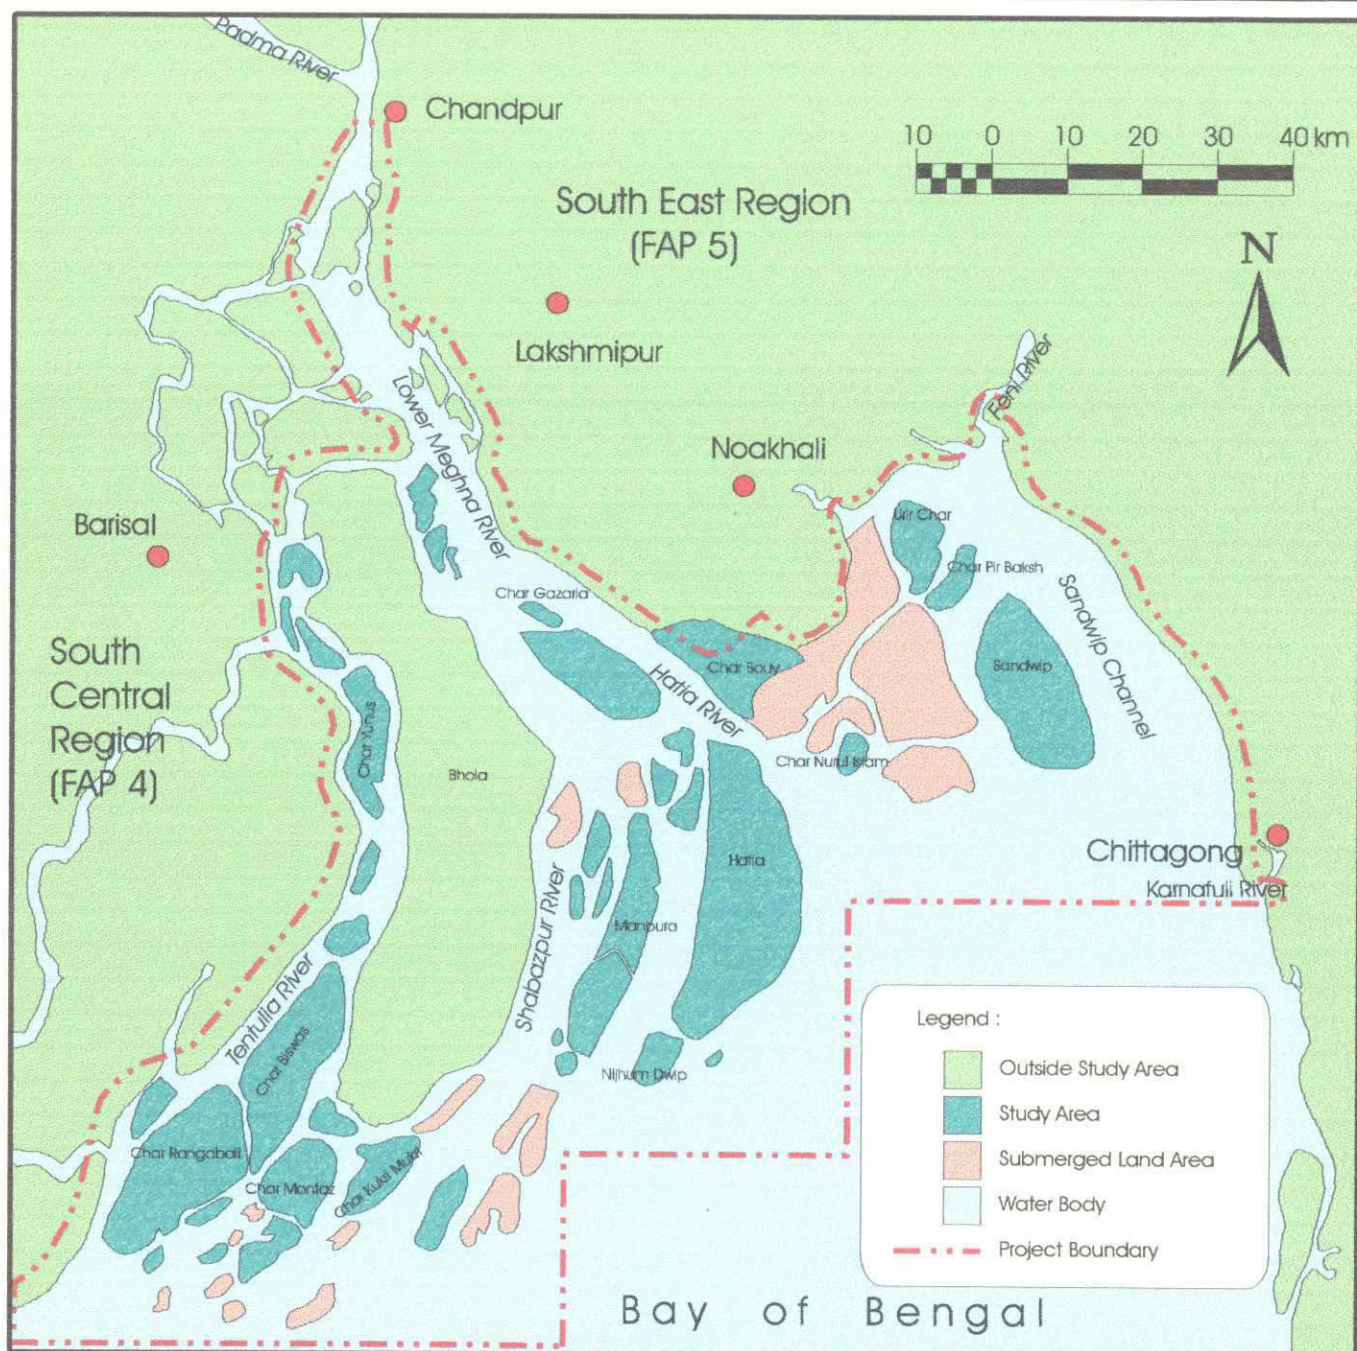 Padma River
Chandpur
10 0 10 20 30 40 km
South East Region
(FAP 5)
N
Lakshmipur
Feni River
Lower Meghna River
Noakhali
Barisal
Urir Char
Char Pir Baksh
Sandwip Channel
Char Gazaria
South
Central
Region
(FAP 4)
Char Bouy
Sandwip
Hatia River
Char Yunus
Char Nurul Islam
Bhola
Hatia
Chittagong
Karnafuli River
Shabazpur River
Manpura
Tentulia River
Char Biswas
Nijhum Dwip
Char Rangabali
Char Montaz
Char Kukri Mukri
Legend :
Outside Study Area
Study Area
Submerged Land Area
Water Body
Project Boundary
Bay of Bengal